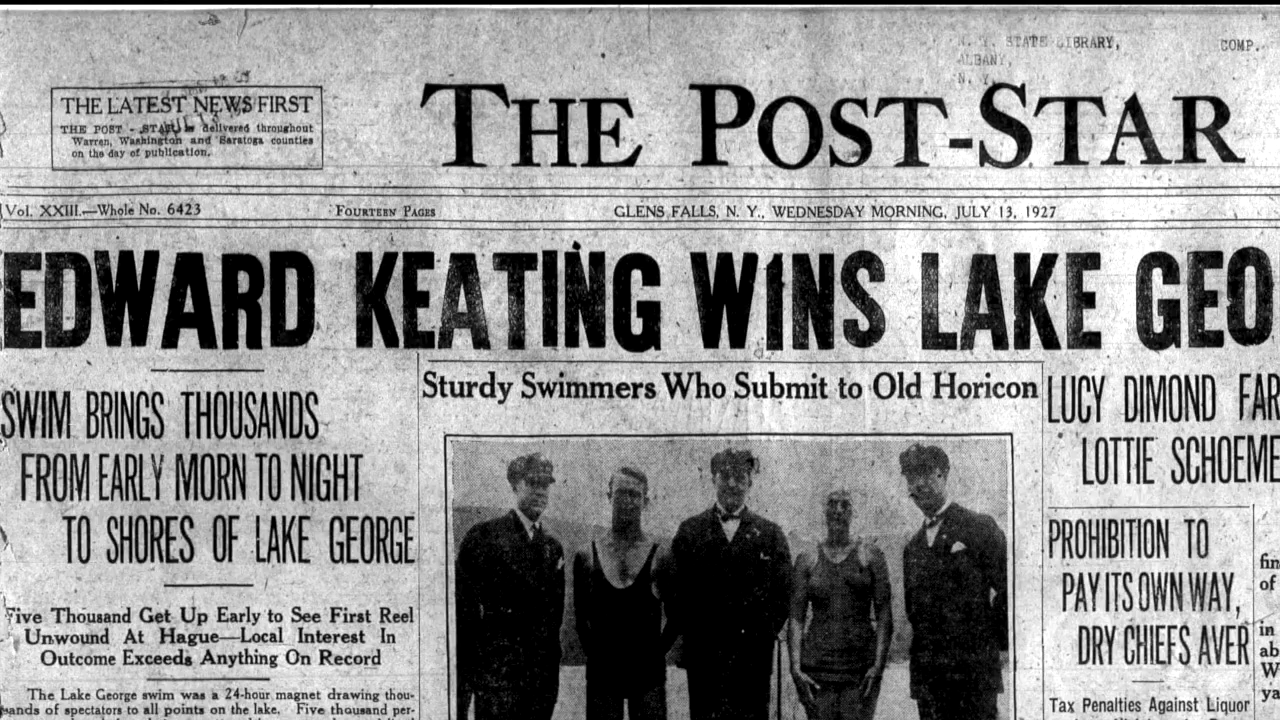 N. Y. STATE LIBRARY,
ALBANY,
N. Y.
COMP.
THE LATEST NEWS FIRST
THE POST - STAR is delivered throughout
Warren, Washington and Saratoga counties
on the day of publication.
THE POST-STAR
Vol. XXIII.—Whole No. 6423
FOURTEEN PAGES
GLENS FALLS, N. Y., WEDNESDAY MORNING, JULY 13, 1927
EDWARD KEATING WINS LAKE GEO
SWIM BRINGS THOUSANDS
FROM EARLY MORN TO NIGHT
TO SHORES OF LAKE GEORGE
Five Thousand Get Up Early to See First Reel
Unwound At Hague—Local Interest In
Outcome Exceeds Anything On Record
The Lake George swim was a 24-hour magnet drawing thou-
sands of spectators to all points on the lake. Five thousand per-
Sturdy Swimmers Who Submit to Old Horicon
LUCY DIMOND FAR
LOTTIE SCHOEME
PROHIBITION TO
PAY ITS OWN WAY,
DRY CHIEFS AVER
Tax Penalties Against Liquor
fin
of
in
ab
W
ya